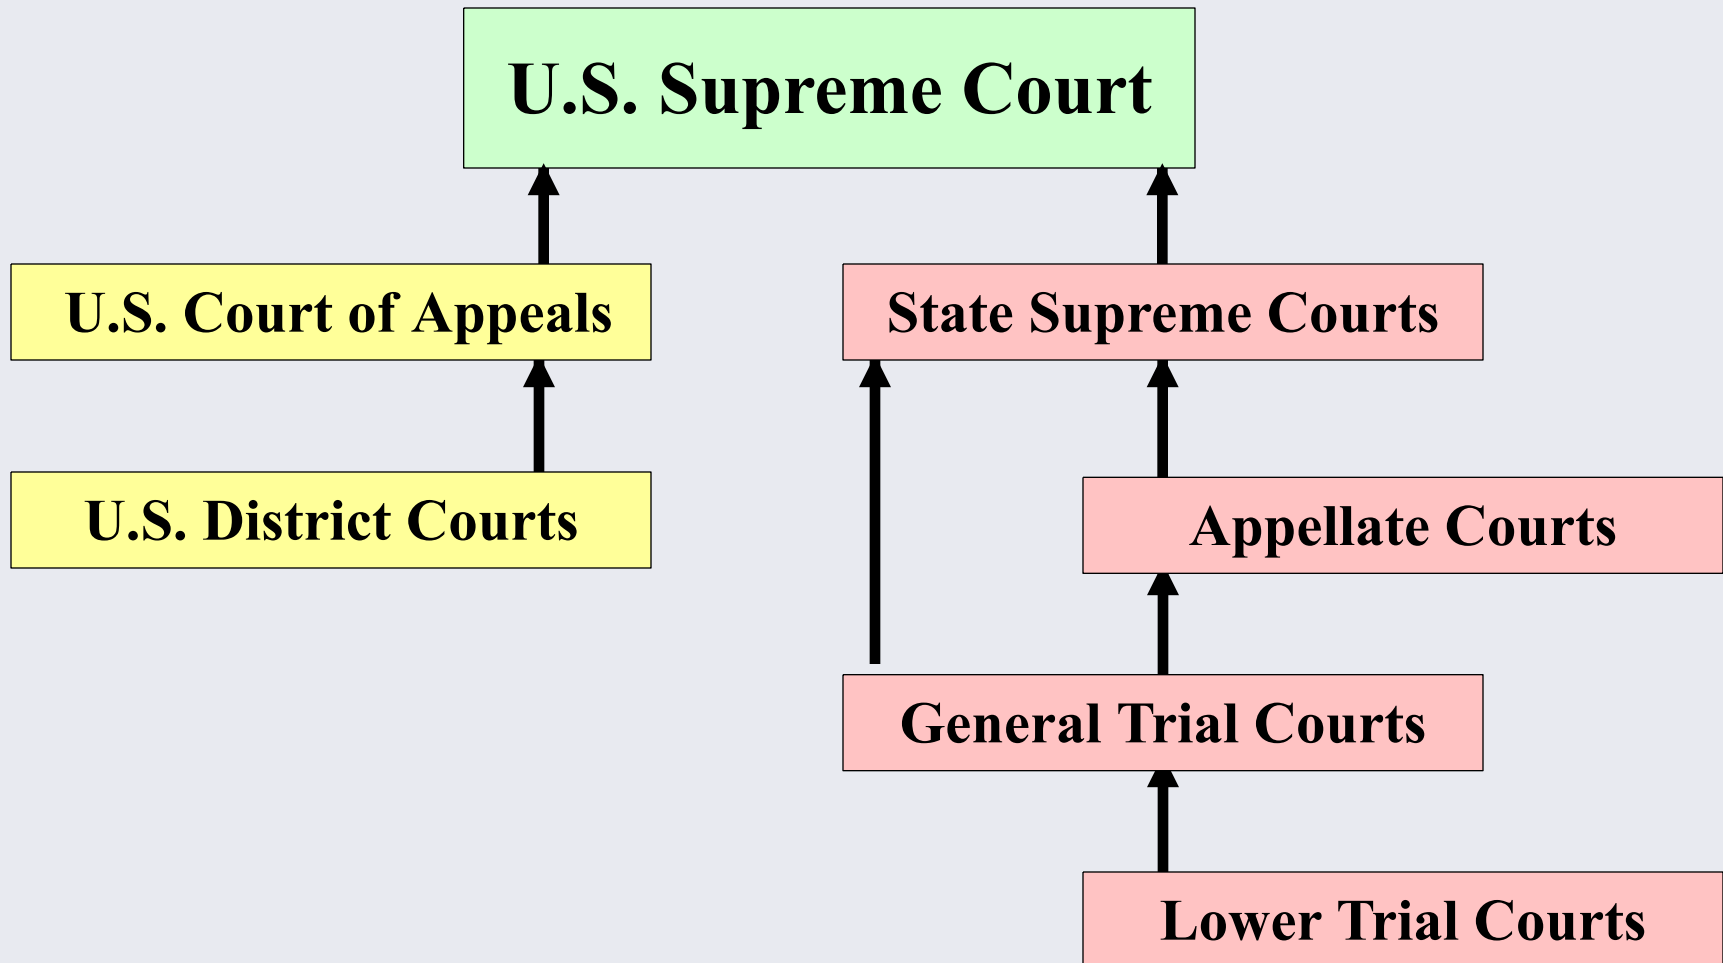 U.S. Supreme Court
U.S. Court of Appeals
State Supreme Courts
U.S. District Courts
Appellate Courts
General Trial Courts
Lower Trial Courts